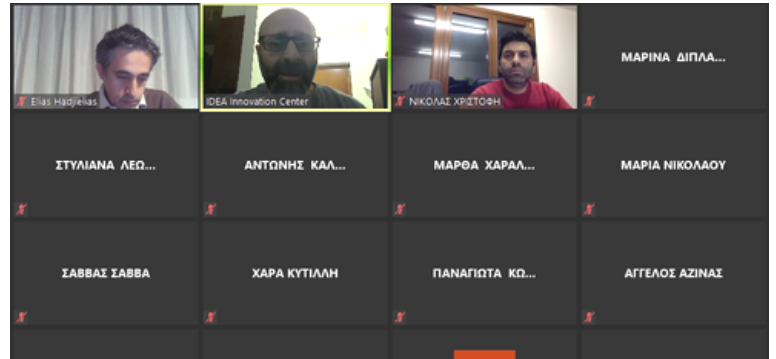 Elias Hadjielias
IDEA Innovation Center
ΝΙΚΟΛΑΣ ΧΡΙΣΤΟΦΗ
ΜΑΡΙΝΑ ΔΙΠΛΑ...
ΣΤΥΛΙΑΝΑ ΛΕΩ...
ΑΝΤΩΝΗΣ ΚΑΛ...
ΜΑΡΘΑ ΧΑΡΑΛ...
ΜΑΡΙΑ ΝΙΚΟΛΑΟΥ
ΣΑΒΒΑΣ ΣΑΒΒΑ
ΧΑΡΑ ΚΥΤΙΛΛΗ
ΠΑΝΑΓΙΩΤΑ ΚΩ...
ΑΓΓΕΛΟΣ ΑΖΙΝΑΣ